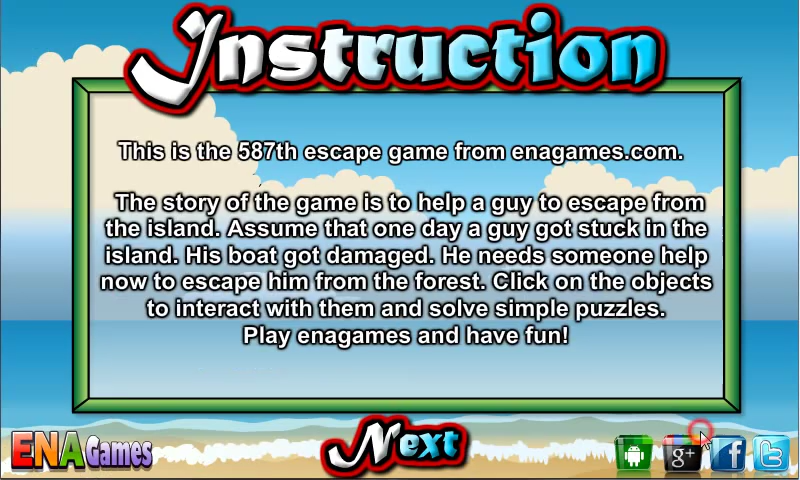 Instruction
This is the 587th escape game from enagames.com.
The story of the game is to help a guy to escape from
the island. Assume that one day a guy got stuck in the
island. His boat got damaged. He needs someone help
now to escape him from the forest. Click on the objects
to interact with them and solve simple puzzles.
Play enagames and have fun!
ENA Games
Next
g+
f
t